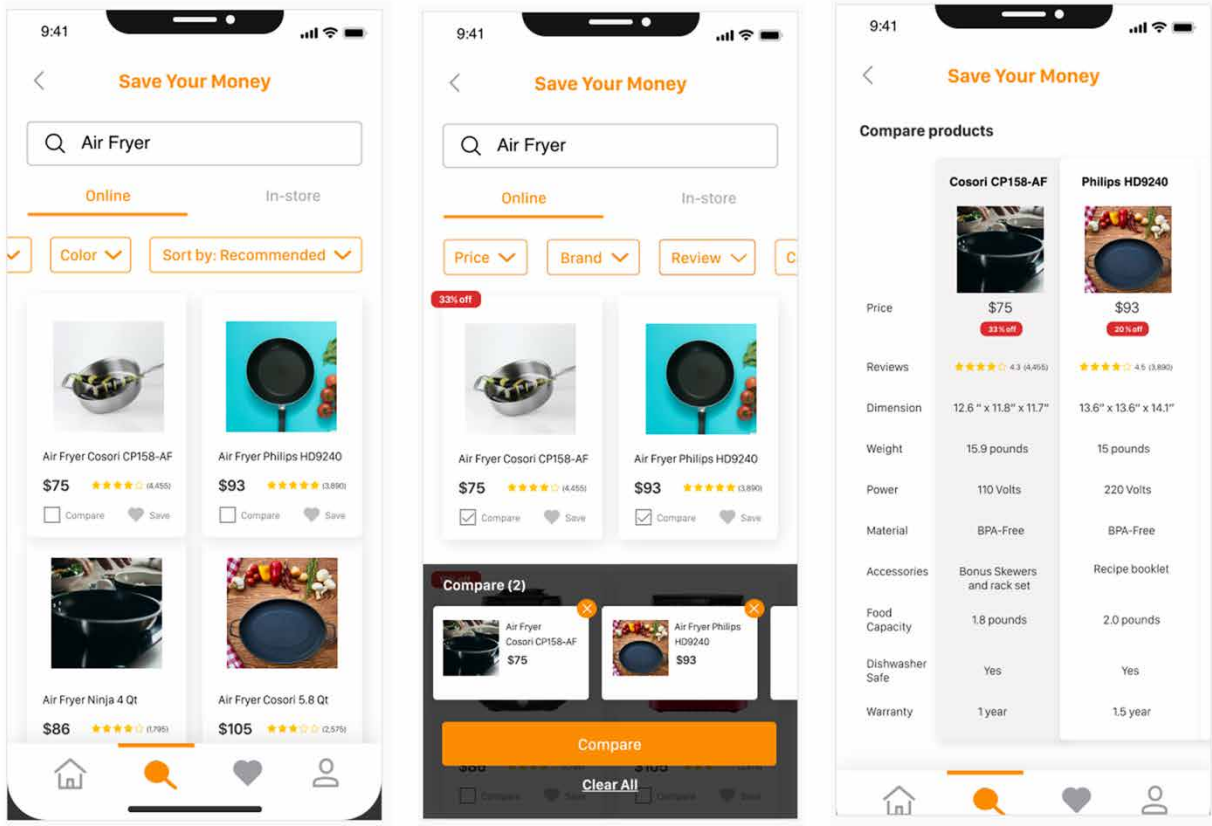 9:41
Save Your Money
Air Fryer
Online In-store
Color Sort by: Recommended
Air Fryer Cosori CP158-AF Air Fryer Philips HD9240
$75 (4,455) $93 (3,890)
Compare Save Compare Save
Air Fryer Ninja 4 Qt Air Fryer Cosori 5.8 Qt
$86 (1,795) $105 (2,575)
9:41
Save Your Money
Air Fryer
Online In-store
Price Brand Review C
33% off
Air Fryer Cosori CP158-AF Air Fryer Philips HD9240
$75 (4,455) $93 (3,890)
Compare Save Compare Save
Compare (2)
Air Fryer
Cosori CP158-AF
$75
Air Fryer Philips
HD9240
$93
Compare
$86 $105
Clear All
Compare Save Compare Save
9:41
Save Your Money
Compare products
Cosori CP158-AF Philips HD9240
Price $75 $93
33% off 20% off
Reviews 4.3 (4,455) 4.5 (3,890)
Dimension 12.6 " x 11.8" x 11.7" 13.6" x 13.6" x 14.1"
Weight 15.9 pounds 15 pounds
Power 110 Volts 220 Volts
Material BPA-Free BPA-Free
Accessories Bonus Skewers and rack set Recipe booklet
Food Capacity 1.8 pounds 2.0 pounds
Dishwasher Safe Yes Yes
Warranty 1 year 1.5 year